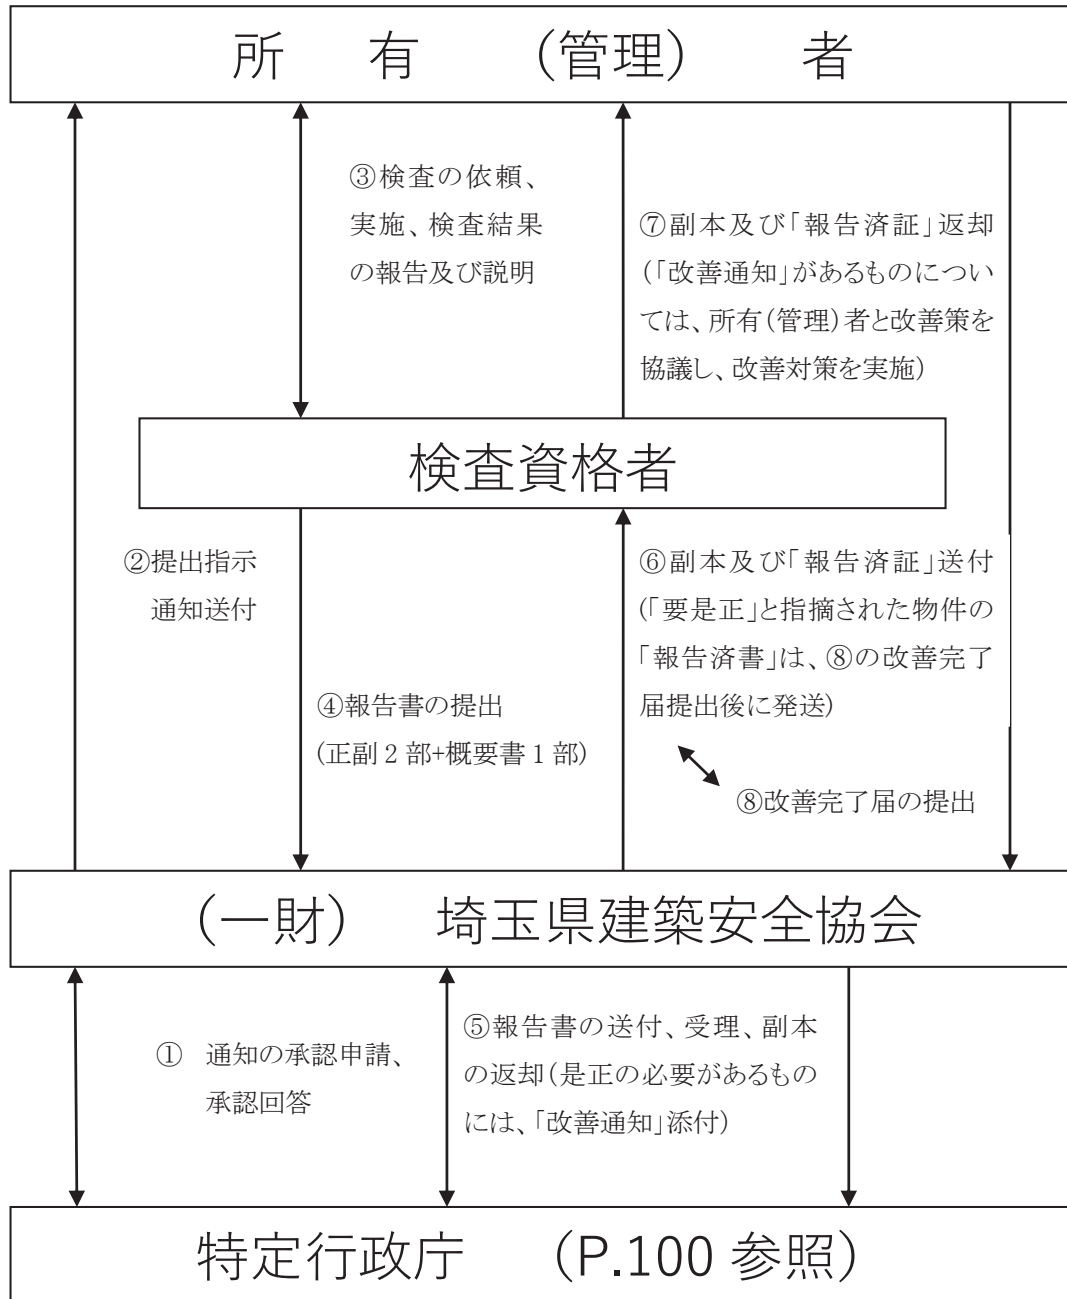 所 有 (管理) 者
③検査の依頼、
実施、検査結果
の報告及び説明
⑦副本及び「報告済証」返却
(「改善通知」があるものについ
ては、所有(管理)者と改善策を
協議し、改善対策を実施)
検査資格者
②提出指示
通知送付
⑥副本及び「報告済証」送付
(「要是正」と指摘された物件の
「報告済書」は、⑧の改善完了
届提出後に発送)
④報告書の提出
(正副2部+概要書1部)
⑧改善完了届の提出
(一財) 埼玉県建築安全協会
① 通知の承認申請、
承認回答
⑤報告書の送付、受理、副本
の返却(是正の必要があるもの
には、「改善通知」添付)
特定行政庁 (P.100 参照)